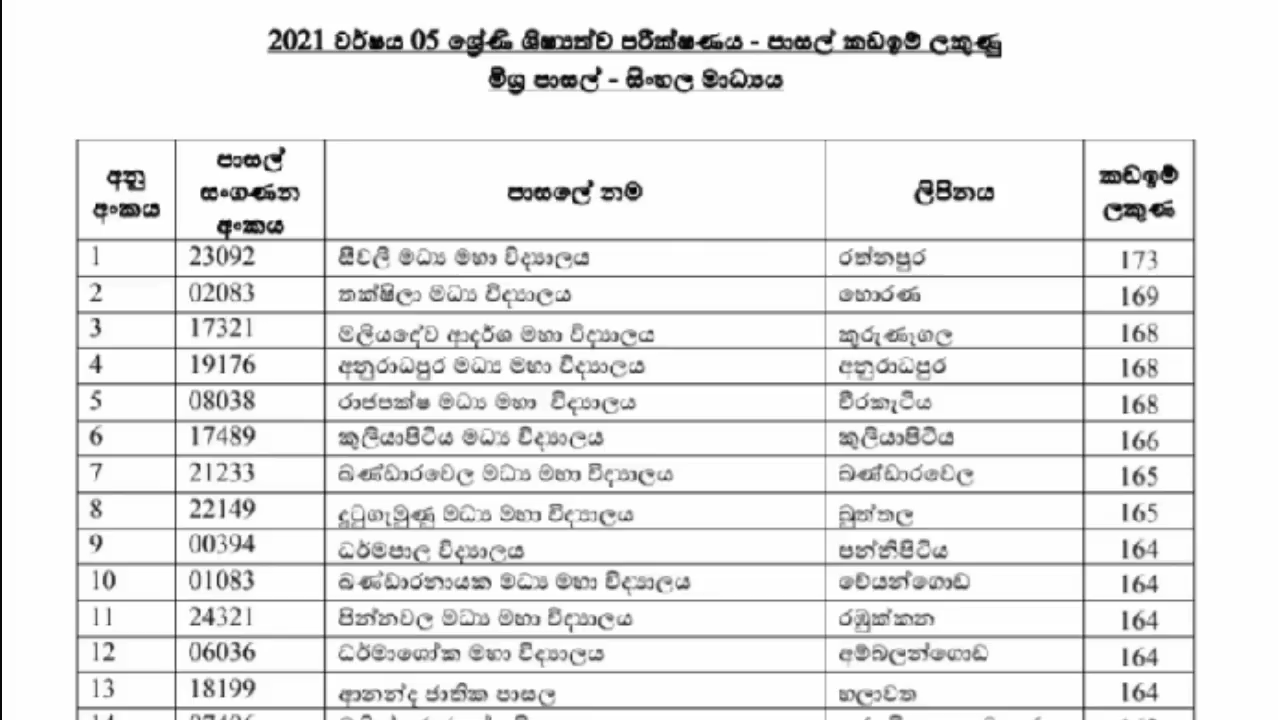 2021 වර්ෂය 05 ශ්‍රේණි ශිෂ්‍යත්ව පරීක්ෂණය - පාසල් කඩඉම් ලකුණු
මිශ්‍ර පාසල් - සිංහල මාධ්‍යය
අනු අංකය පාසල් සංගණන අංකය පාසලේ නම ලිපිනය කඩඉම් ලකුණ
1 23092 සීවලී මධ්‍ය මහා විද්‍යාලය රත්නපුර 173
2 02083 තක්ෂිලා මධ්‍ය විද්‍යාලය හොරණ 169
3 17321 මලියදේව ආදර්ශ මහා විද්‍යාලය කුරුණෑගල 168
4 19176 අනුරාධපුර මධ්‍ය මහා විද්‍යාලය අනුරාධපුර 168
5 08038 රාජපක්ෂ මධ්‍ය මහා විද්‍යාලය වීරකැටිය 168
6 17489 කුලියාපිටිය මධ්‍ය විද්‍යාලය කුලියාපිටිය 166
7 21233 බණ්ඩාරවෙල මධ්‍ය මහා විද්‍යාලය බණ්ඩාරවෙල 165
8 22149 දුටුගැමුණු මධ්‍ය මහා විද්‍යාලය බුත්තල 165
9 00394 ධර්මපාල විද්‍යාලය පන්නිපිටිය 164
10 01083 බණ්ඩාරනායක මධ්‍ය මහා විද්‍යාලය වේයන්ගොඩ 164
11 24321 පින්නවල මධ්‍ය මහා විද්‍යාලය රඹුක්කන 164
12 06036 ධර්මාශෝක මහා විද්‍යාලය අම්බලන්ගොඩ 164
13 18199 ආනන්ද ජාතික පාසල හලාවත 164